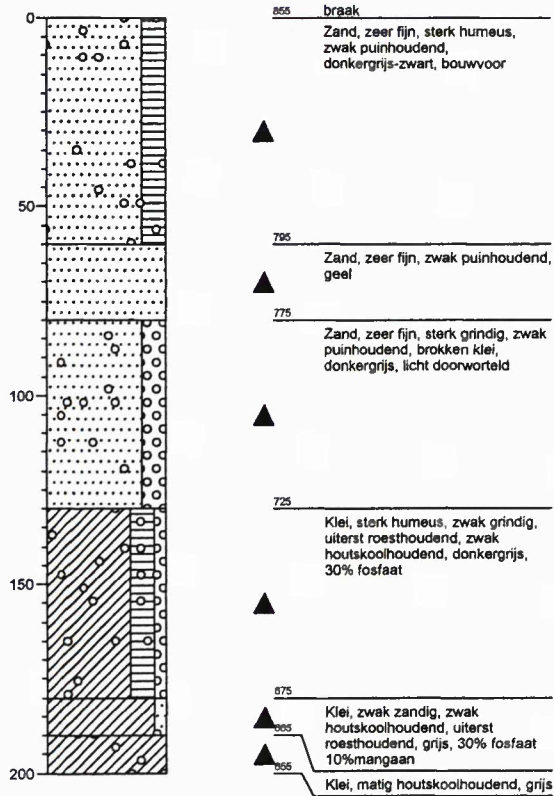 0
50
100
150
200
855
braak
Zand, zeer fijn, sterk humeus,
zwak puinhoudend,
donkergrijs-zwart, bouwvoor
795
Zand, zeer fijn, zwak puinhoudend,
geel
775
Zand, zeer fijn, sterk grindig, zwak
puinhoudend, brokken klei,
donkergrijs, licht doorworteld
725
Klei, sterk humeus, zwak grindig,
uiterst roesthoudend, zwak
houtskoolhoudend, donkergrijs,
30% fosfaat
675
Klei, zwak zandig, zwak
houtskoolhoudend, uiterst
roesthoudend, grijs, 30% fosfaat
10%mangaan
665
655
Klei, matig houtskoolhoudend, grijs